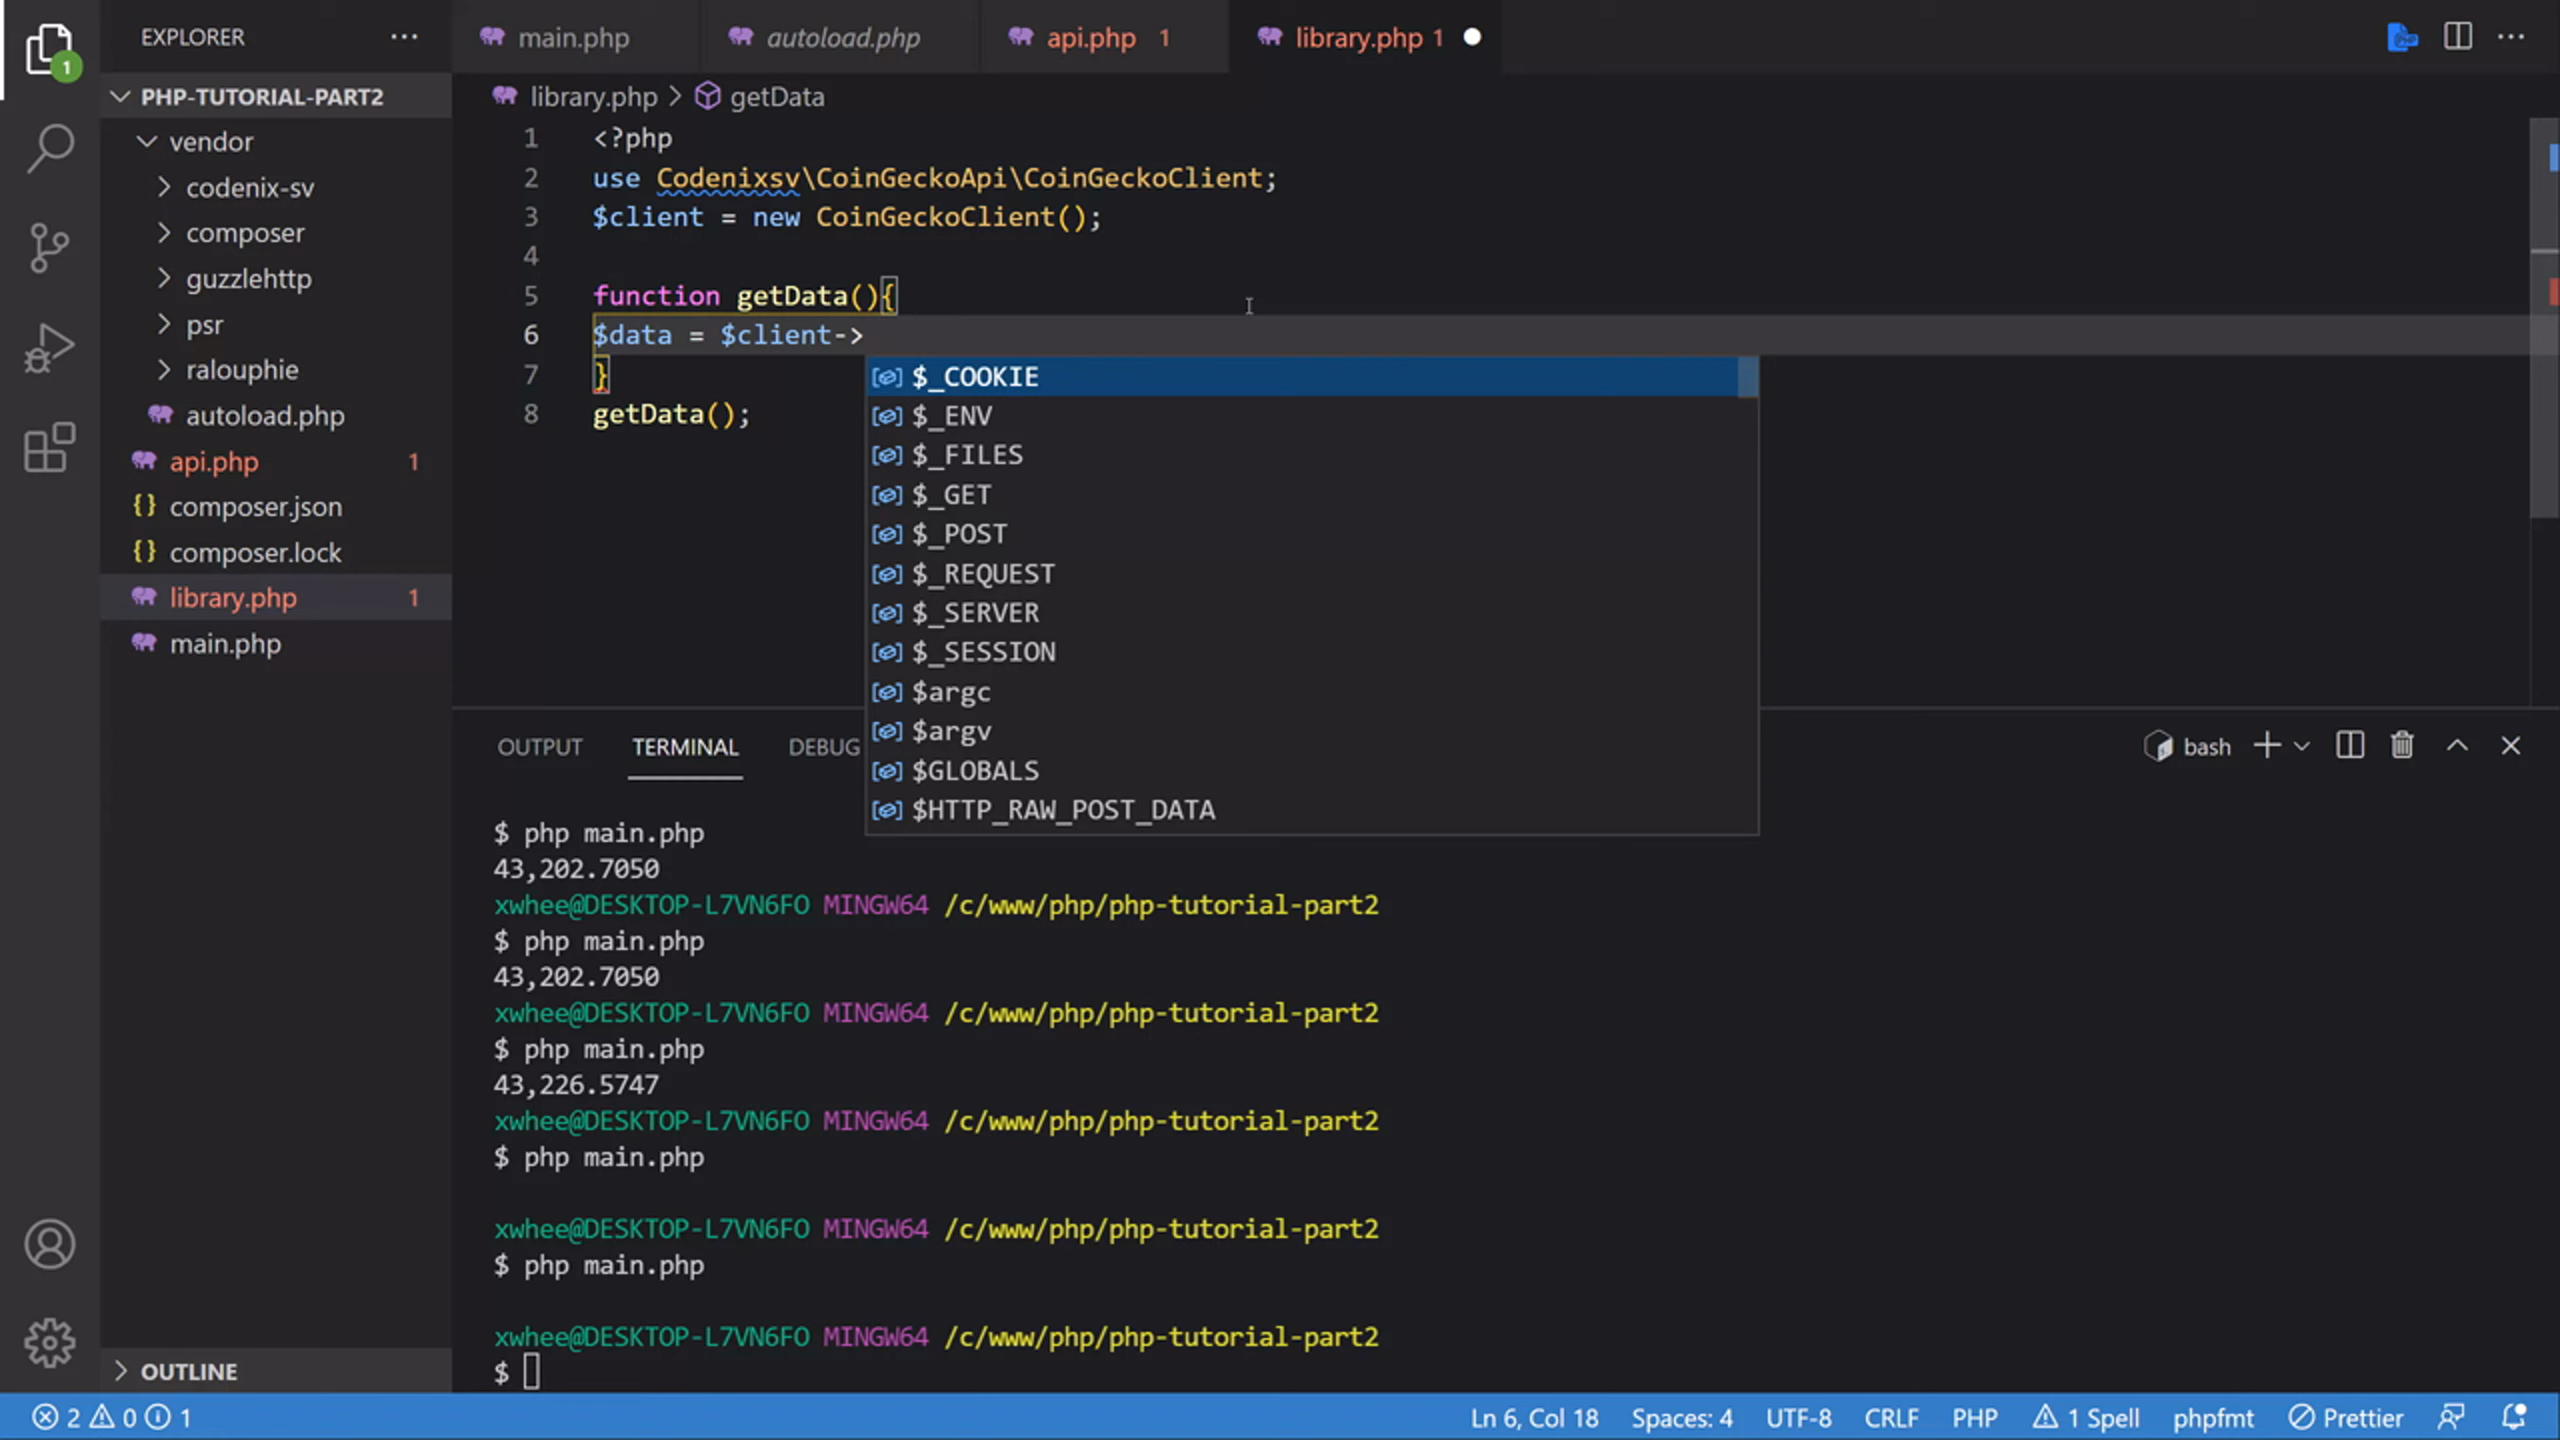 EXPLORER ···
main.php
autoload.php
api.php 1
library.php 1
1
PHP-TUTORIAL-PART2
vendor
codenix-sv
composer
guzzlehttp
psr
ralouphie
autoload.php
api.php 1
{} composer.json
{} composer.lock
library.php 1
main.php
OUTLINE
library.php > getData
1 <?php
2 use Codenixsv\CoinGeckoApi\CoinGeckoClient;
3 $client = new CoinGeckoClient();
4
5 function getData(){
6 $data = $client->
7 }
8 getData();
$_COOKIE
$_ENV
$_FILES
$_GET
$_POST
$_REQUEST
$_SERVER
$_SESSION
$argc
$argv
$GLOBALS
$HTTP_RAW_POST_DATA
OUTPUT TERMINAL DEBUG
bash
$ php main.php
43,202.7050
xwhee@DESKTOP-L7VN6FO MINGW64 /c/www/php/php-tutorial-part2
$ php main.php
43,202.7050
xwhee@DESKTOP-L7VN6FO MINGW64 /c/www/php/php-tutorial-part2
$ php main.php
43,226.5747
xwhee@DESKTOP-L7VN6FO MINGW64 /c/www/php/php-tutorial-part2
$ php main.php
xwhee@DESKTOP-L7VN6FO MINGW64 /c/www/php/php-tutorial-part2
$ php main.php
xwhee@DESKTOP-L7VN6FO MINGW64 /c/www/php/php-tutorial-part2
$
2 0 1 Ln 6, Col 18 Spaces: 4 UTF-8 CRLF PHP 1 Spell phpfmt Prettier